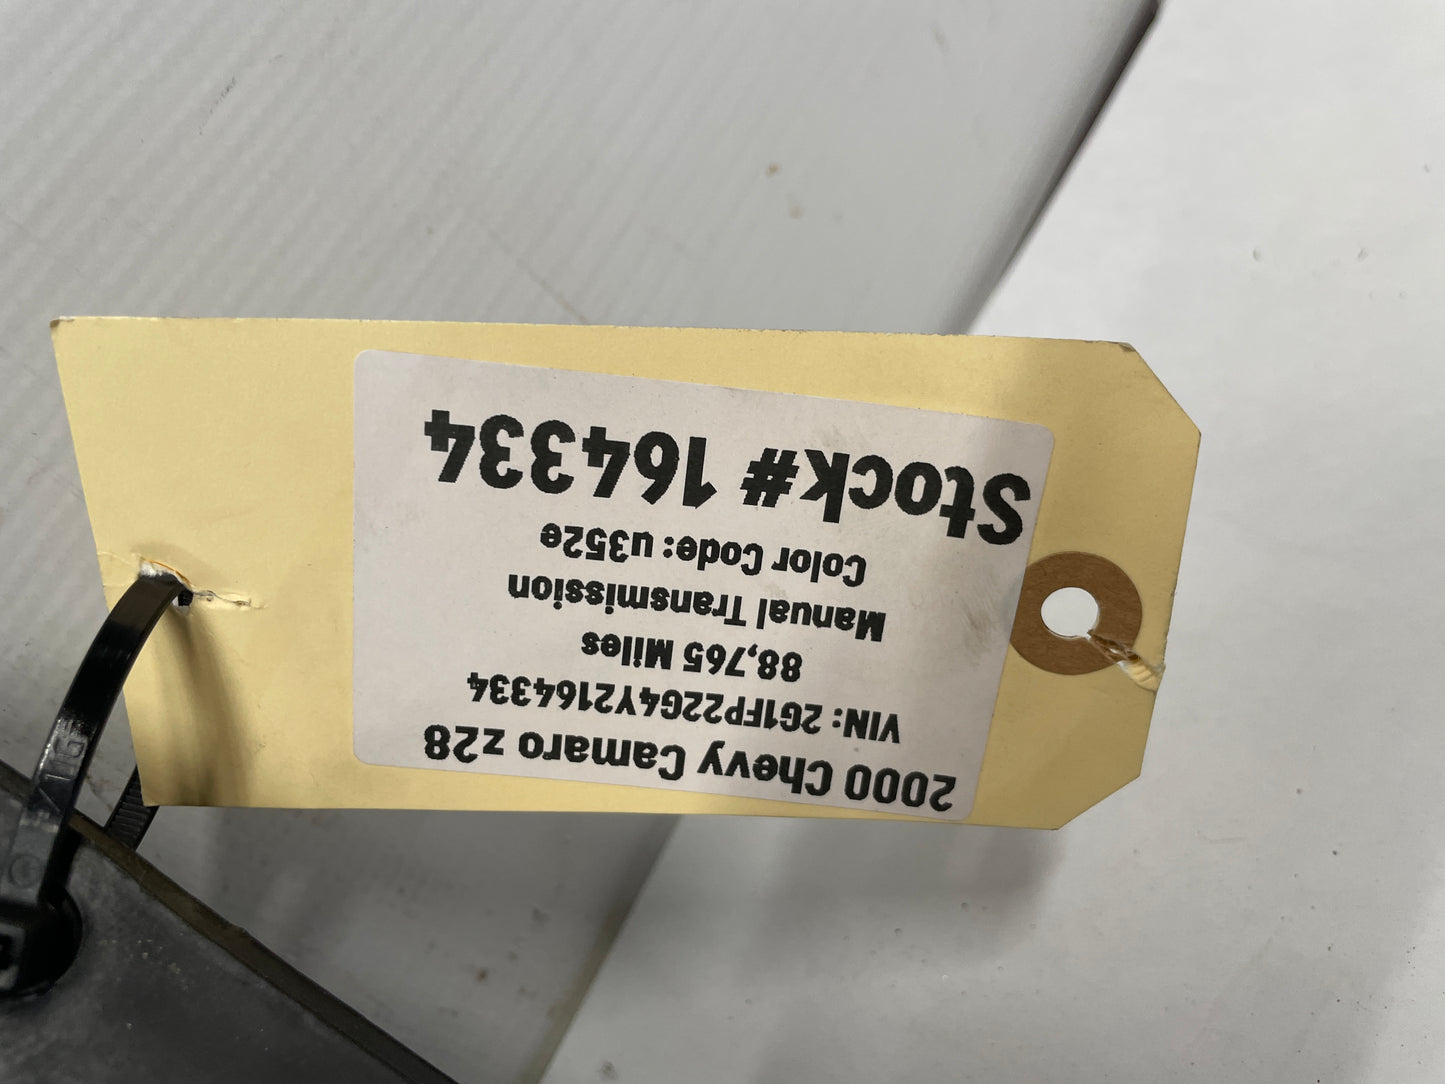 2000 Chevy Camaro z28
VIN: 2G1FP22G4Y2164334
88,765 Miles
Manual Transmission
Color Code: u352e
Stock# 164334